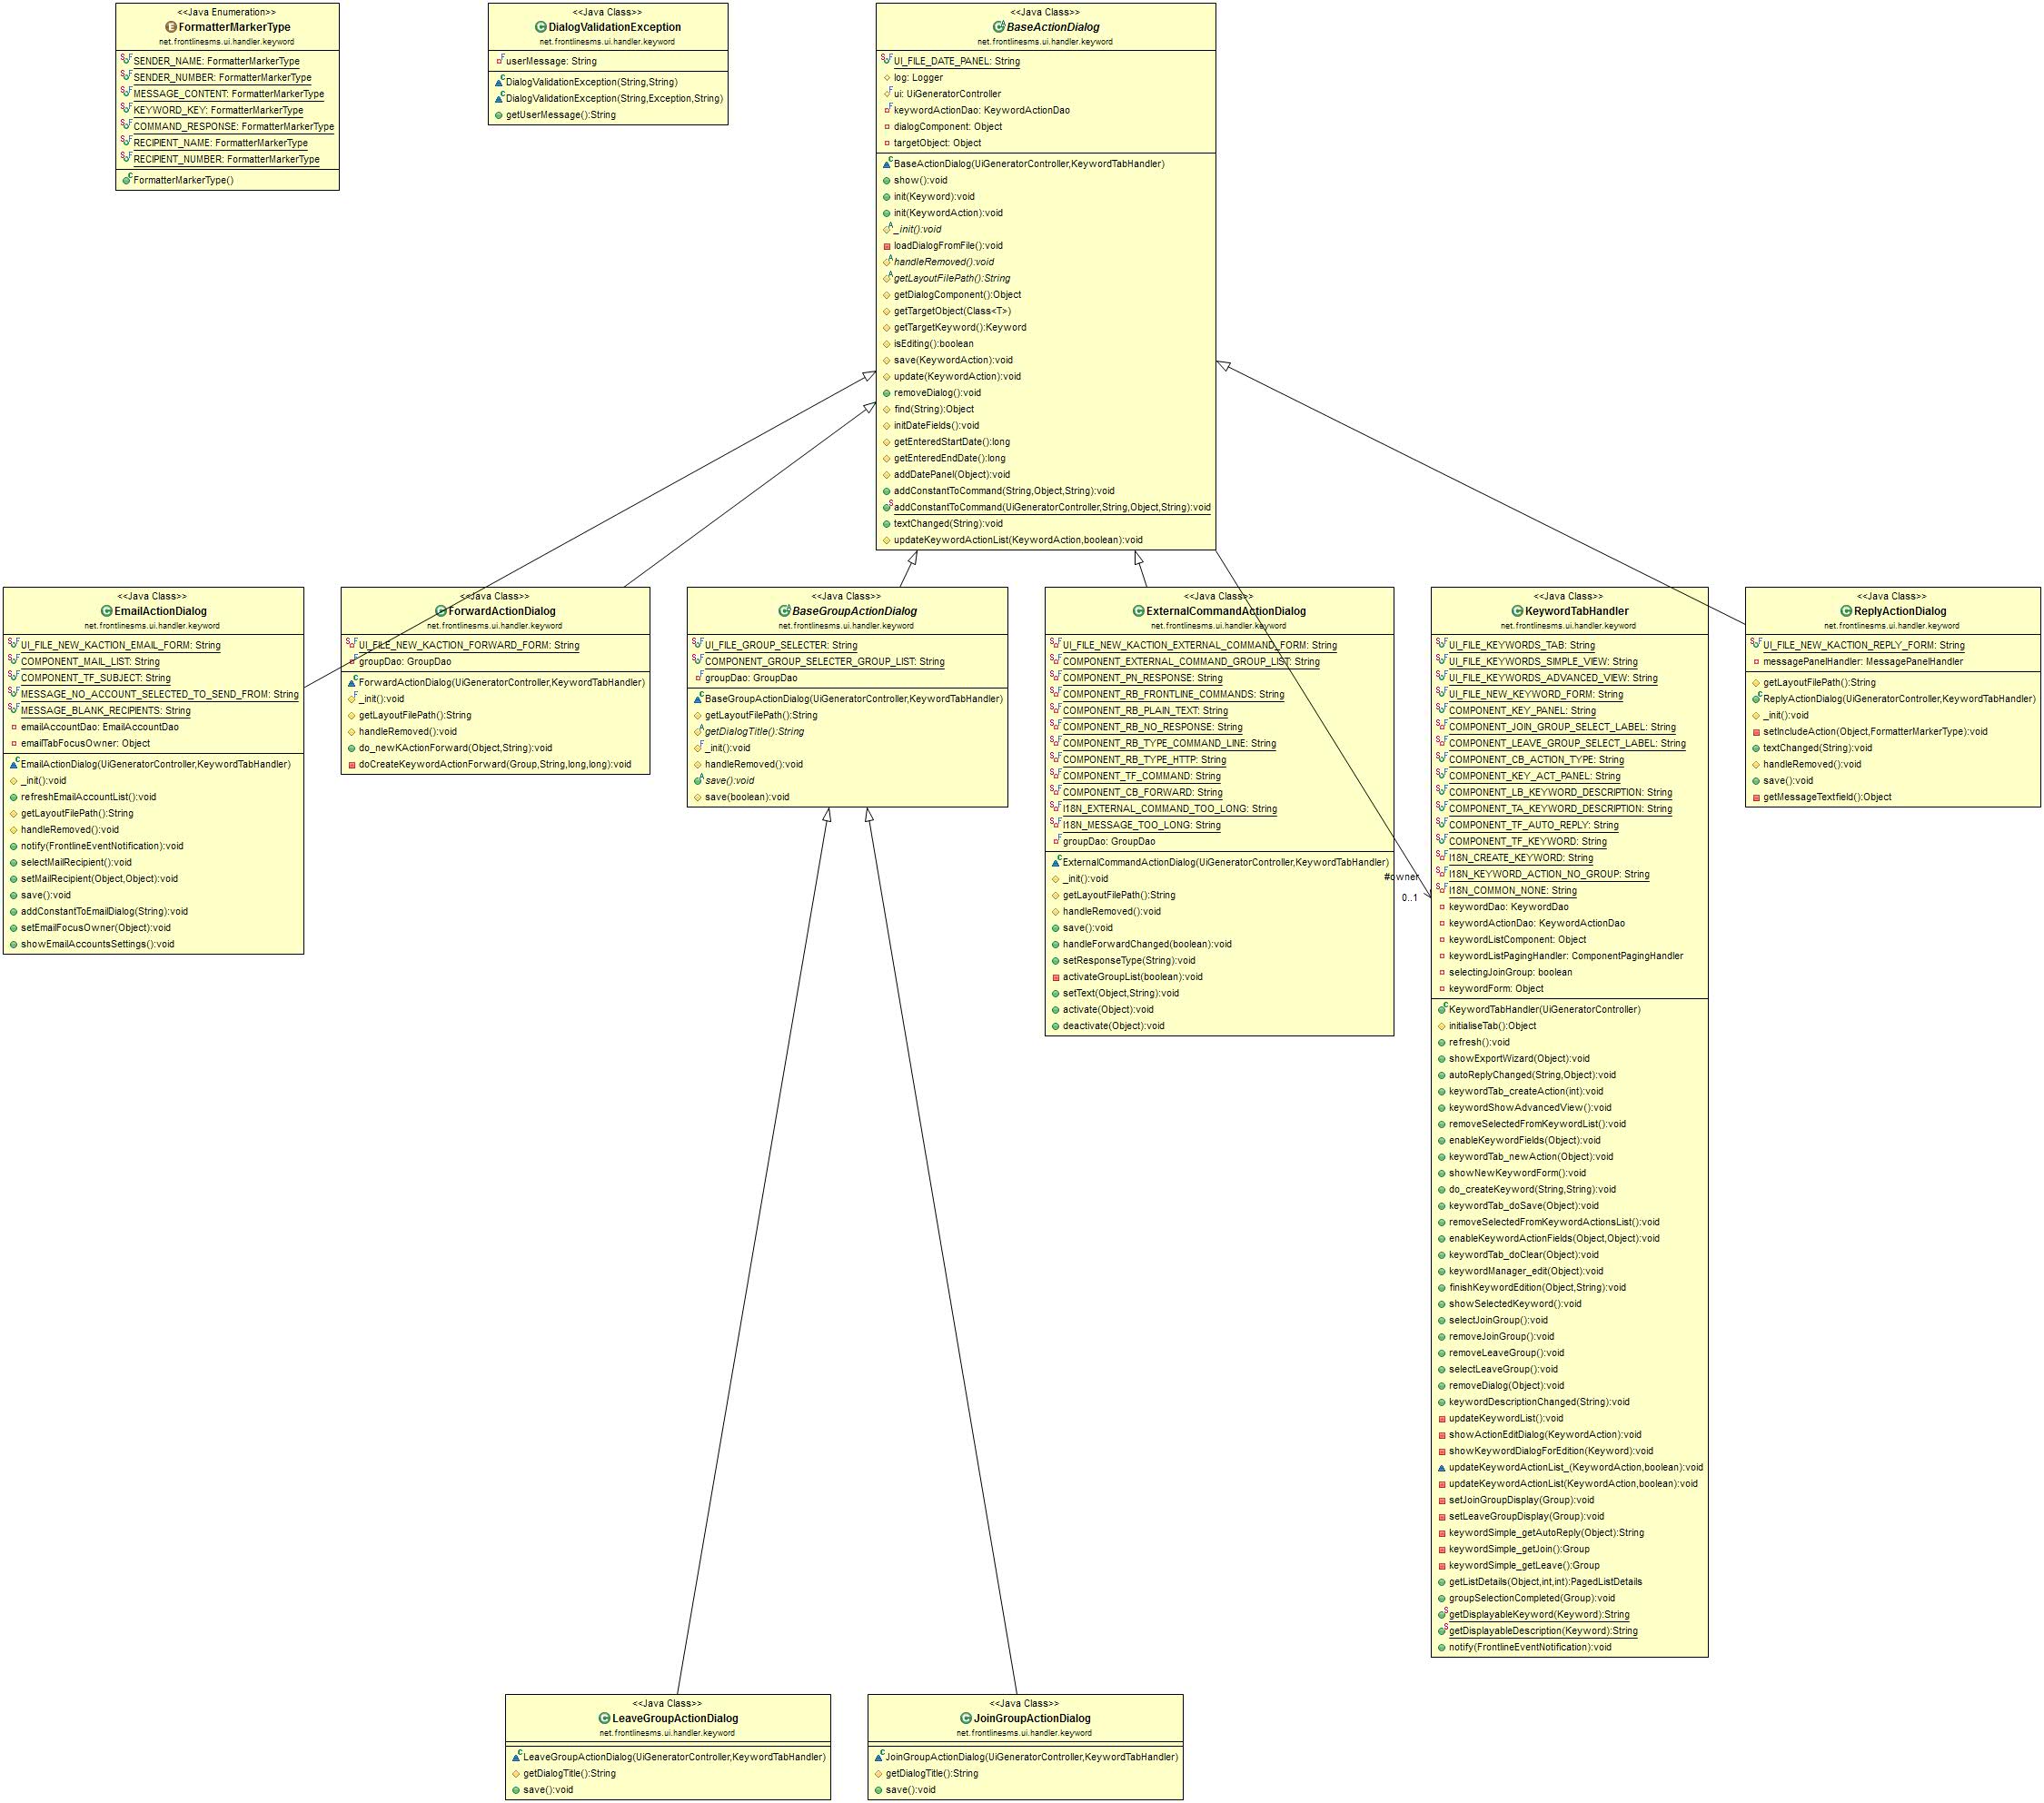 <<Java Enumeration>>
FormatterMarkerType
net.frontlinesms.ui.handler.keyword
SENDER_NAME: FormatterMarkerType
SENDER_NUMBER: FormatterMarkerType
MESSAGE_CONTENT: FormatterMarkerType
KEYWORD_KEY: FormatterMarkerType
COMMAND_RESPONSE: FormatterMarkerType
RECIPIENT_NAME: FormatterMarkerType
RECIPIENT_NUMBER: FormatterMarkerType
FormatterMarkerType()
<<Java Class>>
DialogValidationException
net.frontlinesms.ui.handler.keyword
userMessage: String
DialogValidationException(String,String)
DialogValidationException(String,Exception,String)
getUserMessage():String
<<Java Class>>
BaseActionDialog
net.frontlinesms.ui.handler.keyword
UI_FILE_DATE_PANEL: String
log: Logger
ui: UiGeneratorController
keywordActionDao: KeywordActionDao
dialogComponent: Object
targetObject: Object
BaseActionDialog(UiGeneratorController,KeywordTabHandler)
show():void
init(Keyword):void
init(KeywordAction):void
_init():void
loadDialogFromFile():void
handleRemoved():void
getLayoutFilePath():String
getDialogComponent():Object
getTargetObject(Class<T>)
getTargetKeyword():Keyword
isEditing():boolean
save(KeywordAction):void
update(KeywordAction):void
removeDialog():void
find(String):Object
initDateFields():void
getEnteredStartDate():long
getEnteredEndDate():long
addDatePanel(Object):void
addConstantToCommand(String,Object,String):void
addConstantToCommand(UiGeneratorController,String,Object,String):void
textChanged(String):void
updateKeywordActionList(KeywordAction,boolean):void
<<Java Class>>
EmailActionDialog
net.frontlinesms.ui.handler.keyword
UI_FILE_NEW_KACTION_EMAIL_FORM: String
COMPONENT_MAIL_LIST: String
COMPONENT_TF_SUBJECT: String
MESSAGE_NO_ACCOUNT_SELECTED_TO_SEND_FROM: String
MESSAGE_BLANK_RECIPIENTS: String
emailAccountDao: EmailAccountDao
emailTabFocusOwner: Object
EmailActionDialog(UiGeneratorController,KeywordTabHandler)
_init():void
refreshEmailAccountList():void
getLayoutFilePath():String
handleRemoved():void
notify(FrontlineEventNotification):void
selectMailRecipient():void
setMailRecipient(Object,Object):void
save():void
addConstantToEmailDialog(String):void
setEmailFocusOwner(Object):void
showEmailAccountsSettings():void
<<Java Class>>
ForwardActionDialog
net.frontlinesms.ui.handler.keyword
UI_FILE_NEW_KACTION_FORWARD_FORM: String
groupDao: GroupDao
ForwardActionDialog(UiGeneratorController,KeywordTabHandler)
_init():void
getLayoutFilePath():String
handleRemoved():void
do_newKActionForward(Object,String):void
doCreateKeywordActionForward(Group,String,long,long):void
<<Java Class>>
BaseGroupActionDialog
net.frontlinesms.ui.handler.keyword
UI_FILE_GROUP_SELECTER: String
COMPONENT_GROUP_SELECTER_GROUP_LIST: String
groupDao: GroupDao
BaseGroupActionDialog(UiGeneratorController,KeywordTabHandler)
getLayoutFilePath():String
getDialogTitle():String
_init():void
handleRemoved():void
save():void
save(boolean):void
<<Java Class>>
ExternalCommandActionDialog
net.frontlinesms.ui.handler.keyword
UI_FILE_NEW_KACTION_EXTERNAL_COMMAND_FORM: String
COMPONENT_EXTERNAL_COMMAND_GROUP_LIST: String
COMPONENT_PN_RESPONSE: String
COMPONENT_RB_FRONTLINE_COMMANDS: String
COMPONENT_RB_PLAIN_TEXT: String
COMPONENT_RB_NO_RESPONSE: String
COMPONENT_RB_TYPE_COMMAND_LINE: String
COMPONENT_RB_TYPE_HTTP: String
COMPONENT_TF_COMMAND: String
COMPONENT_CB_FORWARD: String
I18N_EXTERNAL_COMMAND_TOO_LONG: String
I18N_MESSAGE_TOO_LONG: String
groupDao: GroupDao
ExternalCommandActionDialog(UiGeneratorController,KeywordTabHandler)
_init():void
getLayoutFilePath():String
handleRemoved():void
save():void
handleForwardChanged(boolean):void
setResponseType(String):void
activateGroupList(boolean):void
setText(Object,String):void
activate(Object):void
deactivate(Object):void
#owner
0..1
<<Java Class>>
KeywordTabHandler
net.frontlinesms.ui.handler.keyword
UI_FILE_KEYWORDS_TAB: String
UI_FILE_KEYWORDS_SIMPLE_VIEW: String
UI_FILE_KEYWORDS_ADVANCED_VIEW: String
UI_FILE_NEW_KEYWORD_FORM: String
COMPONENT_KEY_PANEL: String
COMPONENT_JOIN_GROUP_SELECT_LABEL: String
COMPONENT_LEAVE_GROUP_SELECT_LABEL: String
COMPONENT_CB_ACTION_TYPE: String
COMPONENT_KEY_ACT_PANEL: String
COMPONENT_LB_KEYWORD_DESCRIPTION: String
COMPONENT_TA_KEYWORD_DESCRIPTION: String
COMPONENT_TF_AUTO_REPLY: String
COMPONENT_TF_KEYWORD: String
I18N_CREATE_KEYWORD: String
I18N_KEYWORD_ACTION_NO_GROUP: String
I18N_COMMON_NONE: String
keywordDao: KeywordDao
keywordActionDao: KeywordActionDao
keywordListComponent: Object
keywordListPagingHandler: ComponentPagingHandler
selectingJoinGroup: boolean
keywordForm: Object
KeywordTabHandler(UiGeneratorController)
initialiseTab():Object
refresh():void
showExportWizard(Object):void
autoReplyChanged(String,Object):void
keywordTab_createAction(int):void
keywordShowAdvancedView():void
removeSelectedFromKeywordList():void
enableKeywordFields(Object):void
keywordTab_newAction(Object):void
showNewKeywordForm():void
do_createKeyword(String,String):void
keywordTab_doSave(Object):void
removeSelectedFromKeywordActionsList():void
enableKeywordActionFields(Object,Object):void
keywordTab_doClear(Object):void
keywordManager_edit(Object):void
finishKeywordEdition(Object,String):void
showSelectedKeyword():void
selectJoinGroup():void
removeJoinGroup():void
removeLeaveGroup():void
selectLeaveGroup():void
removeDialog(Object):void
keywordDescriptionChanged(String):void
updateKeywordList():void
showActionEditDialog(KeywordAction):void
showKeywordDialogForEdition(Keyword):void
updateKeywordActionList_(KeywordAction,boolean):void
updateKeywordActionList(KeywordAction,boolean):void
setJoinGroupDisplay(Group):void
setLeaveGroupDisplay(Group):void
keywordSimple_getAutoReply(Object):String
keywordSimple_getJoin():Group
keywordSimple_getLeave():Group
getListDetails(Object,int,int):PagedListDetails
groupSelectionCompleted(Group):void
getDisplayableKeyword(Keyword):String
getDisplayableDescription(Keyword):String
notify(FrontlineEventNotification):void
<<Java Class>>
ReplyActionDialog
net.frontlinesms.ui.handler.keyword
UI_FILE_NEW_KACTION_REPLY_FORM: String
messagePanelHandler: MessagePanelHandler
getLayoutFilePath():String
ReplyActionDialog(UiGeneratorController,KeywordTabHandler)
_init():void
setIncludeAction(Object,FormatterMarkerType):void
textChanged(String):void
handleRemoved():void
save():void
getMessageTextfield():Object
<<Java Class>>
LeaveGroupActionDialog
net.frontlinesms.ui.handler.keyword
LeaveGroupActionDialog(UiGeneratorController,KeywordTabHandler)
getDialogTitle():String
save():void
<<Java Class>>
JoinGroupActionDialog
net.frontlinesms.ui.handler.keyword
JoinGroupActionDialog(UiGeneratorController,KeywordTabHandler)
getDialogTitle():String
save():void